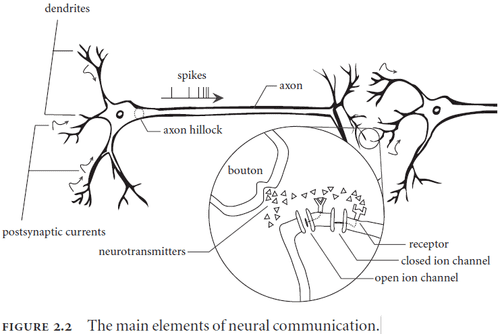 dendrites
spikes
axon
axon hillock
bouton
postsynaptic currents
neurotransmitters
receptor
closed ion channel
open ion channel
FIGURE 2.2 The main elements of neural communication.